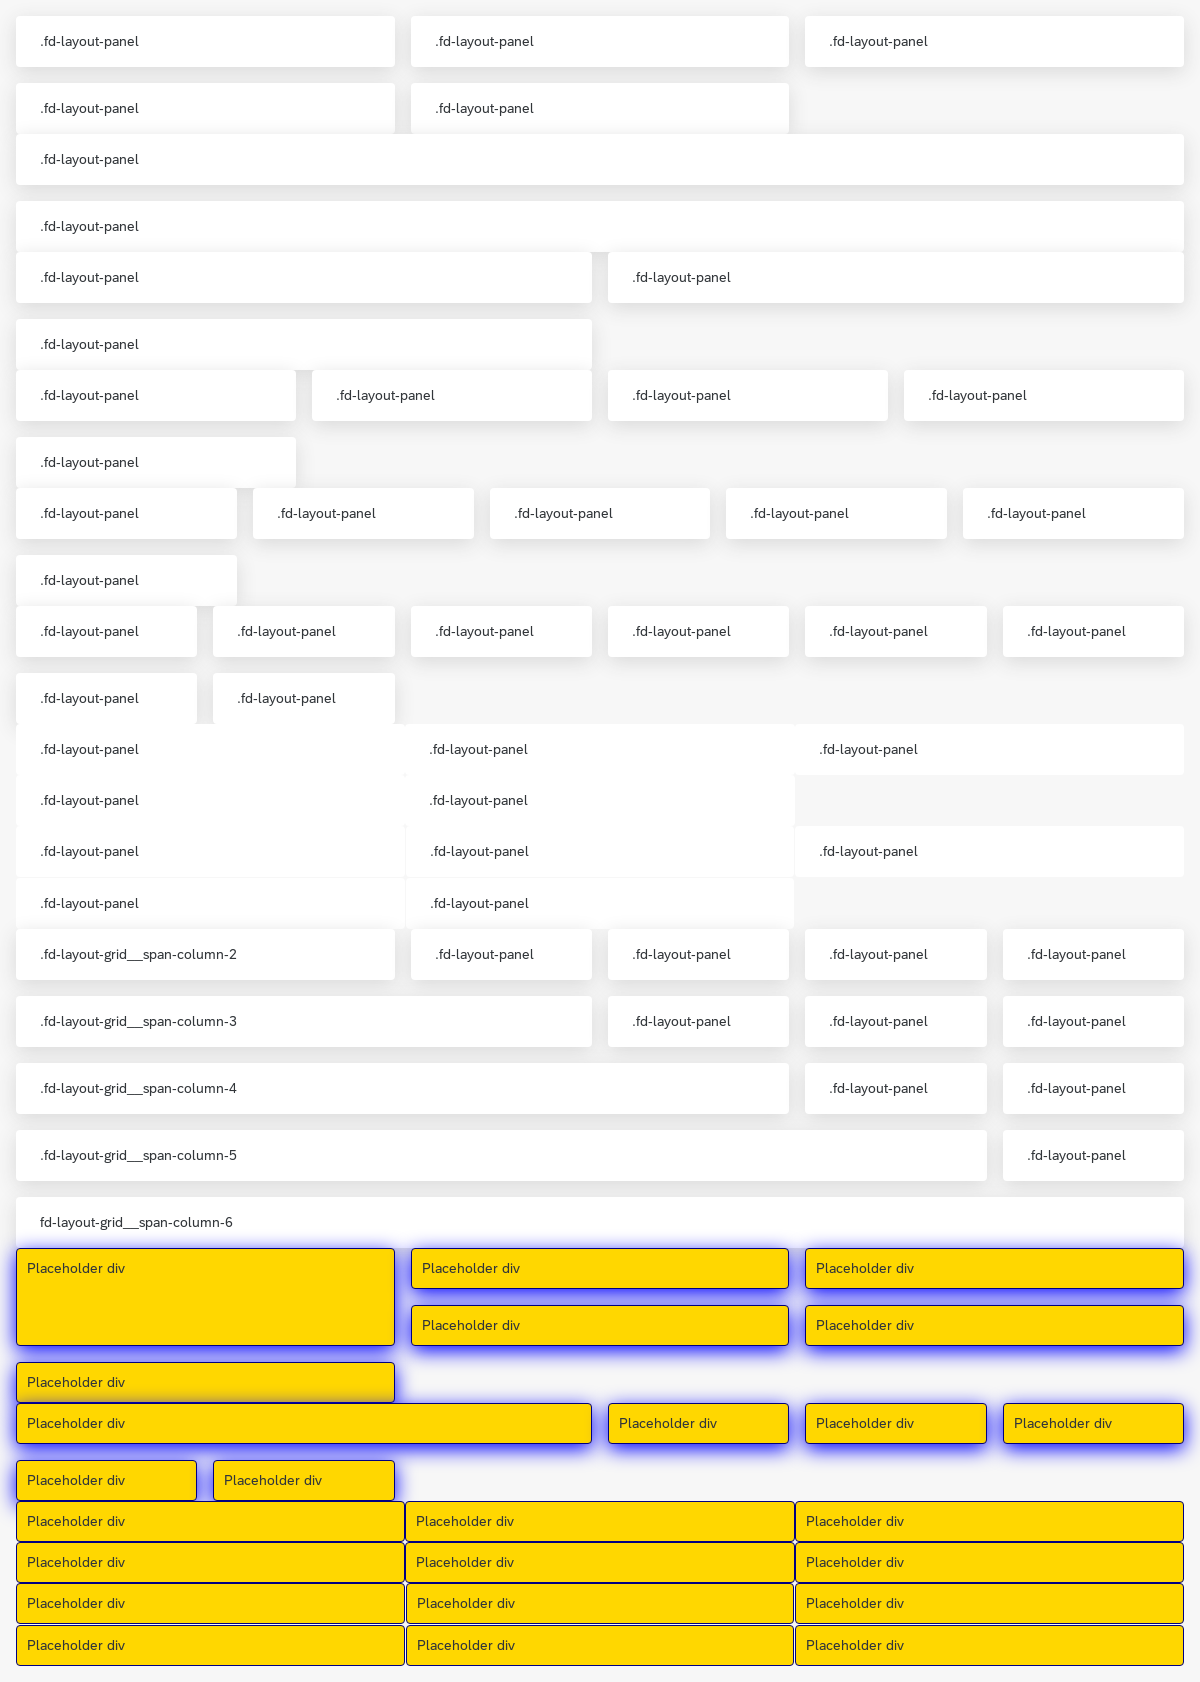 .fd-layout-panel .fd-layout-panel .fd-layout-panel
.fd-layout-panel .fd-layout-panel
.fd-layout-panel
.fd-layout-panel
.fd-layout-panel .fd-layout-panel
.fd-layout-panel
.fd-layout-panel .fd-layout-panel .fd-layout-panel .fd-layout-panel
.fd-layout-panel
.fd-layout-panel .fd-layout-panel .fd-layout-panel .fd-layout-panel .fd-layout-panel
.fd-layout-panel
.fd-layout-panel .fd-layout-panel .fd-layout-panel .fd-layout-panel .fd-layout-panel .fd-layout-panel
.fd-layout-panel .fd-layout-panel
.fd-layout-panel .fd-layout-panel .fd-layout-panel
.fd-layout-panel .fd-layout-panel
.fd-layout-panel .fd-layout-panel .fd-layout-panel
.fd-layout-panel .fd-layout-panel
.fd-layout-grid__span-column-2 .fd-layout-panel .fd-layout-panel .fd-layout-panel .fd-layout-panel
.fd-layout-grid__span-column-3 .fd-layout-panel .fd-layout-panel .fd-layout-panel
.fd-layout-grid__span-column-4 .fd-layout-panel .fd-layout-panel
.fd-layout-grid__span-column-5 .fd-layout-panel
fd-layout-grid__span-column-6
Placeholder div Placeholder div Placeholder div
Placeholder div Placeholder div
Placeholder div
Placeholder div Placeholder div Placeholder div Placeholder div
Placeholder div Placeholder div
Placeholder div Placeholder div Placeholder div
Placeholder div Placeholder div Placeholder div
Placeholder div Placeholder div Placeholder div
Placeholder div Placeholder div Placeholder div